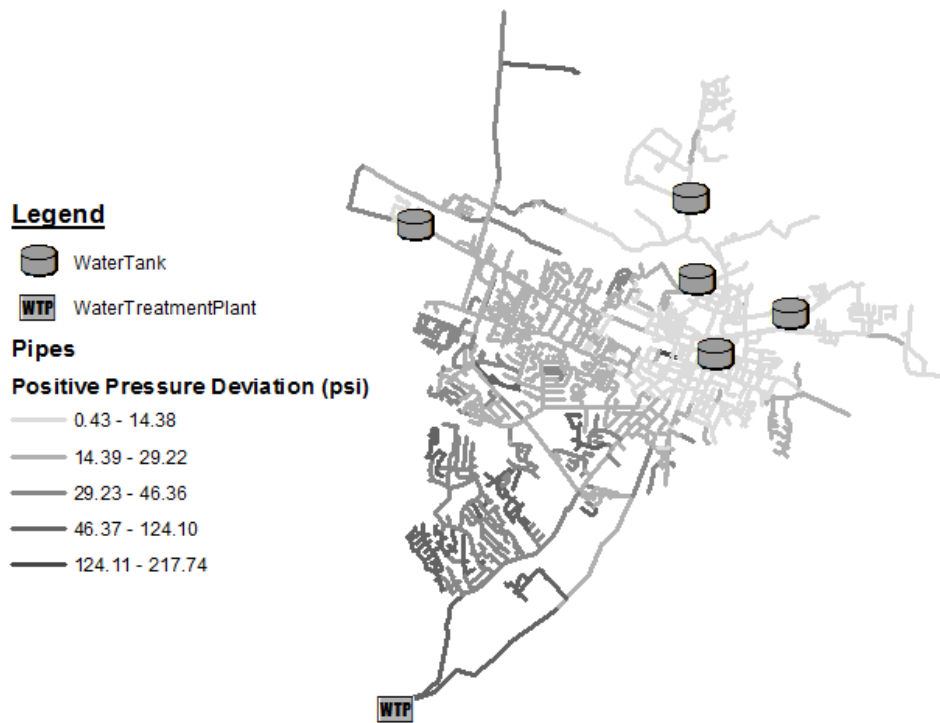 Legend
WaterTank
WTP WaterTreatmentPlant
Pipes
Positive Pressure Deviation (psi)
0.43 - 14.38
14.39 - 29.22
29.23 - 46.36
46.37 - 124.10
124.11 - 217.74
WTP